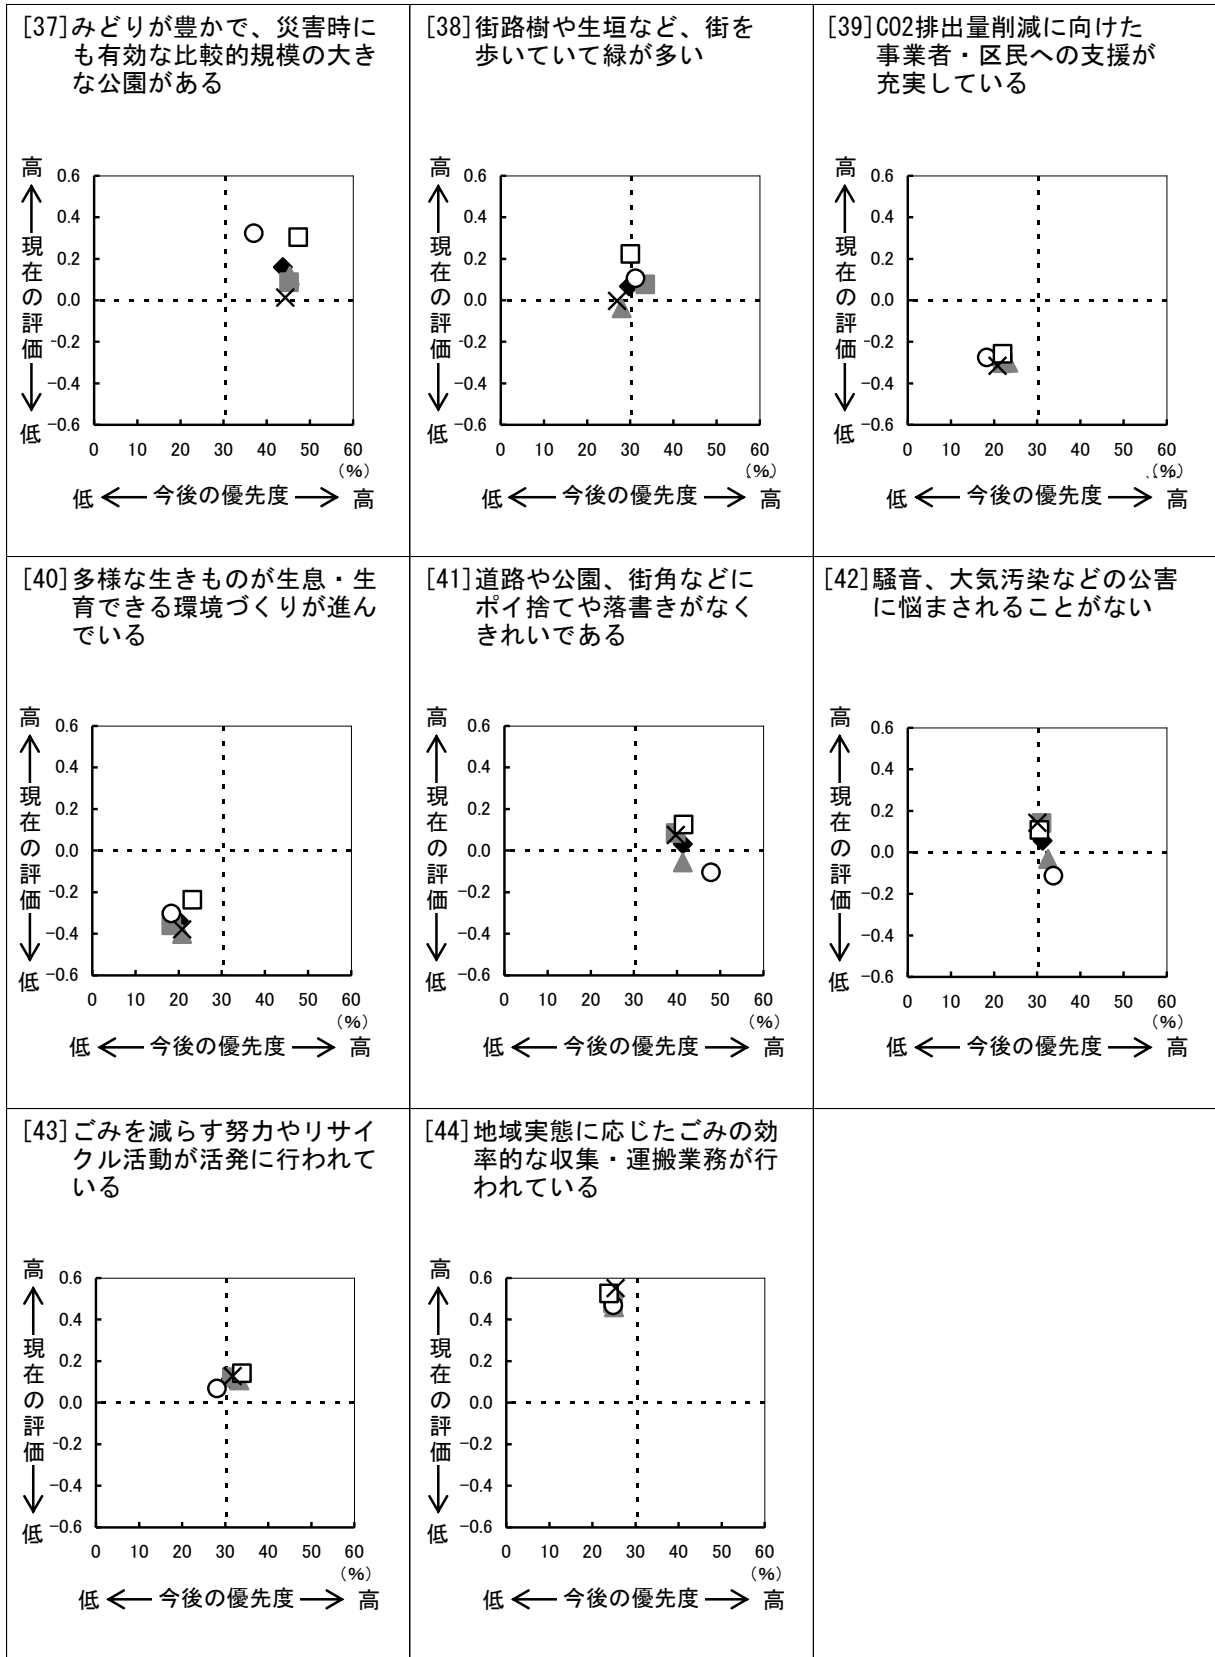 [37]みどりが豊かで、災害時に
も有効な比較的規模の大き
な公園がある
高
現在の評価
低
0.6
0.4
0.2
0.0
-0.2
-0.4
-0.6
0 10 20 30 40 50 60
(%)
低 今後の優先度 高
[38]街路樹や生垣など、街を
歩いていて緑が多い
高
現在の評価
低
0.6
0.4
0.2
0.0
-0.2
-0.4
-0.6
0 10 20 30 40 50 60
(%)
低 今後の優先度 高
[39]CO2排出量削減に向けた
事業者・区民への支援が
充実している
高
現在の評価
低
0.6
0.4
0.2
0.0
-0.2
-0.4
-0.6
0 10 20 30 40 50 60
(%)
低 今後の優先度 高
[40]多様な生きものが生息・生
育できる環境づくりが進ん
でいる
高
現在の評価
低
0.6
0.4
0.2
0.0
-0.2
-0.4
-0.6
0 10 20 30 40 50 60
(%)
低 今後の優先度 高
[41]道路や公園、街角などに
ポイ捨てや落書きがなく
きれいである
高
現在の評価
低
0.6
0.4
0.2
0.0
-0.2
-0.4
-0.6
0 10 20 30 40 50 60
(%)
低 今後の優先度 高
[42]騒音、大気汚染などの公害
に悩まされることがない
高
現在の評価
低
0.6
0.4
0.2
0.0
-0.2
-0.4
-0.6
0 10 20 30 40 50 60
(%)
低 今後の優先度 高
[43]ごみを減らす努力やリサイ
クル活動が活発に行われて
いる
高
現在の評価
低
0.6
0.4
0.2
0.0
-0.2
-0.4
-0.6
0 10 20 30 40 50 60
(%)
低 今後の優先度 高
[44]地域実態に応じたごみの効
率的な収集・運搬業務が行
われている
高
現在の評価
低
0.6
0.4
0.2
0.0
-0.2
-0.4
-0.6
0 10 20 30 40 50 60
(%)
低 今後の優先度 高